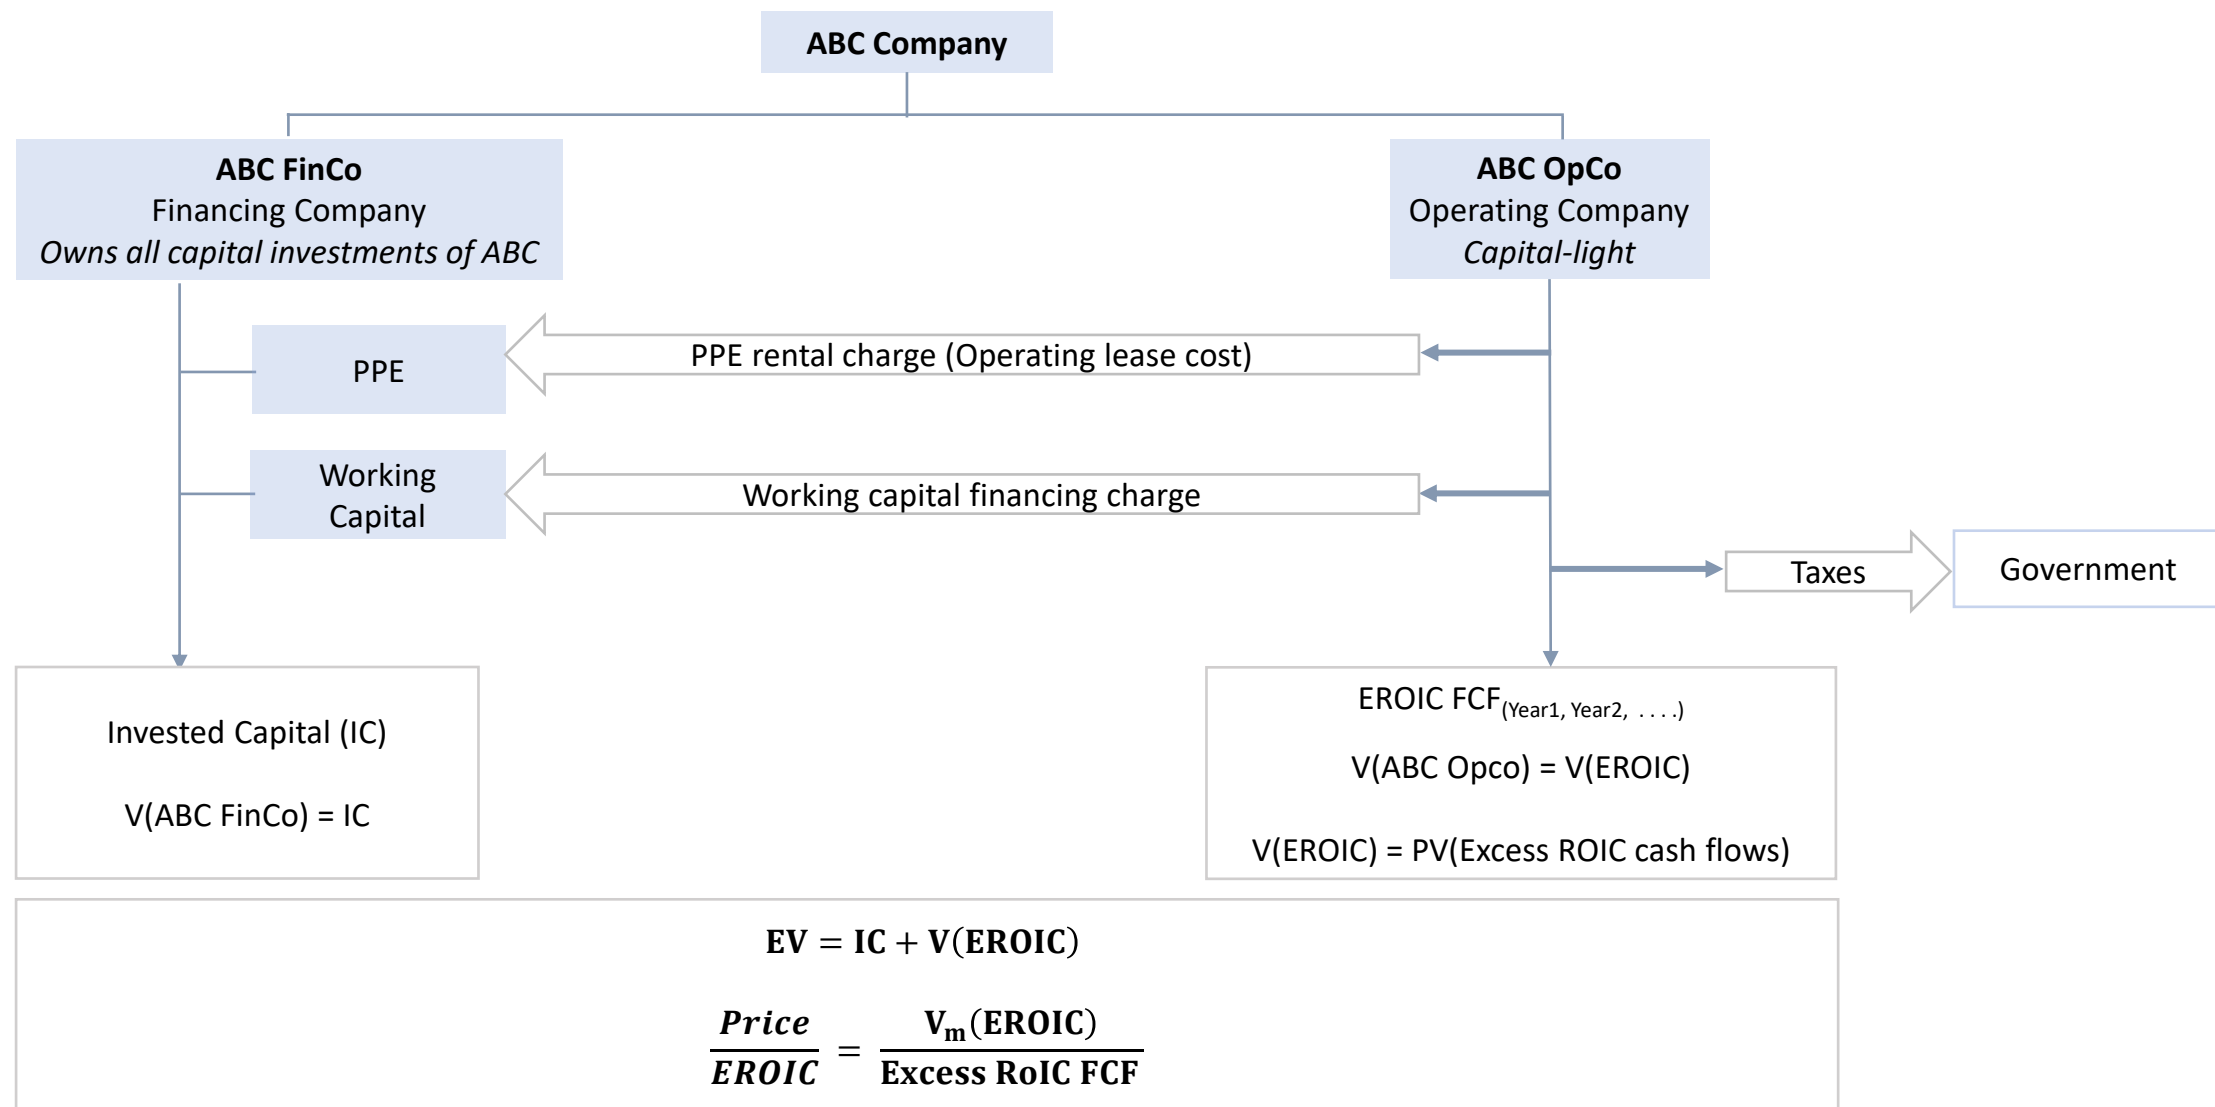 ABC Company
ABC FinCo
Financing Company
Owns all capital investments of ABC
ABC OpCo
Operating Company
Capital-light
PPE
PPE rental charge (Operating lease cost)
Working
Capital
Working capital financing charge
Taxes
Government
Invested Capital (IC)
V(ABC FinCo) = IC
EROIC FCF(Year1, Year2, . . . .)
V(ABC Opco) = V(EROIC)
V(EROIC) = PV(Excess ROIC cash flows)
EV = IC + V(EROIC)
Price / EROIC = Vm(EROIC) / Excess RoIC FCF